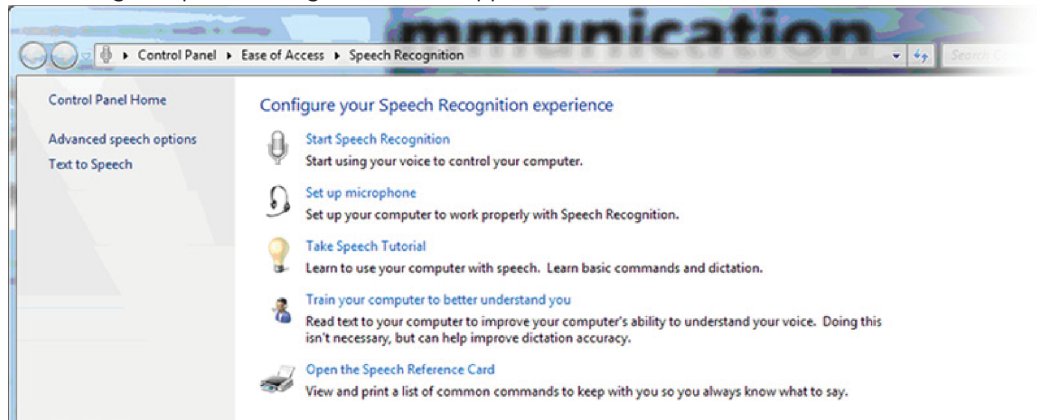 mmunication
Control Panel ▸ Ease of Access ▸ Speech Recognition
Search
Control Panel Home
Advanced speech options
Text to Speech
Configure your Speech Recognition experience
Start Speech Recognition
Start using your voice to control your computer.
Set up microphone
Set up your computer to work properly with Speech Recognition.
Take Speech Tutorial
Learn to use your computer with speech. Learn basic commands and dictation.
Train your computer to better understand you
Read text to your computer to improve your computer's ability to understand your voice. Doing this
isn't necessary, but can help improve dictation accuracy.
Open the Speech Reference Card
View and print a list of common commands to keep with you so you always know what to say.